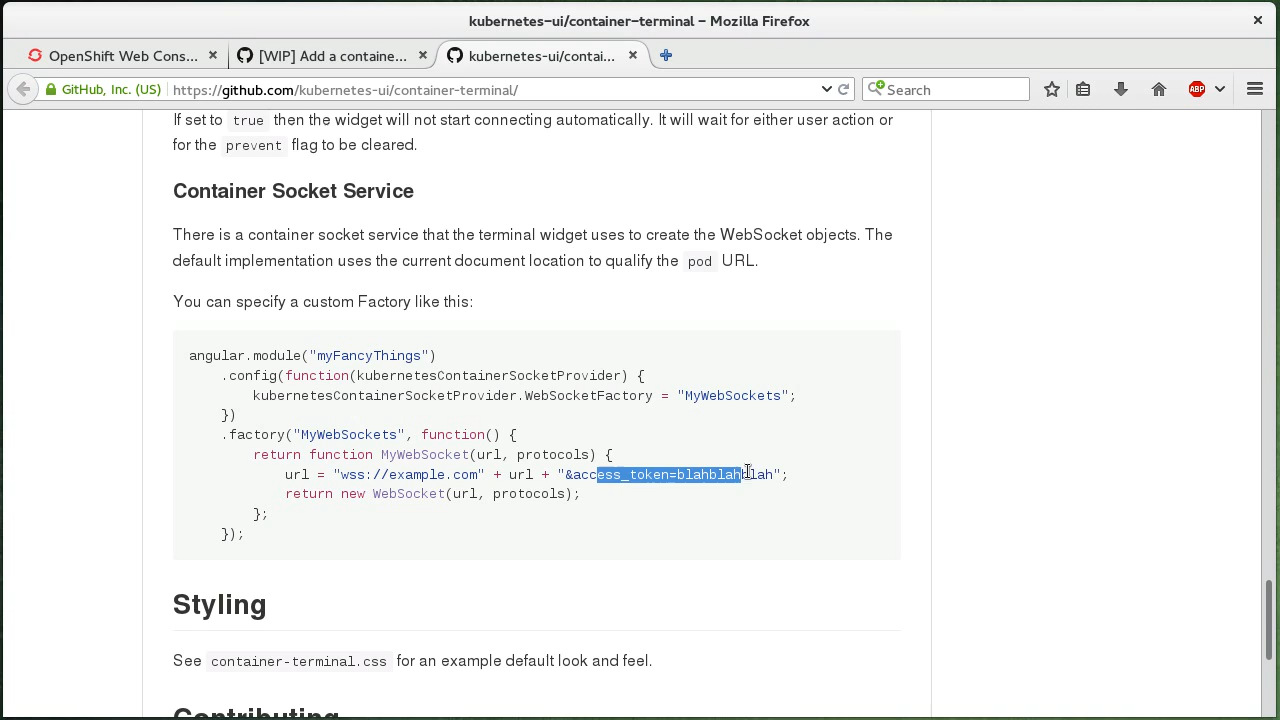 kubernetes-ui/container-terminal - Mozilla Firefox
OpenShift Web Cons... [WIP] Add a containe... kubernetes-ui/contai...
GitHub, Inc. (US) https://github.com/kubernetes-ui/container-terminal/ Search ABP
If set to true then the widget will not start connecting automatically. It will wait for either user action or
for the prevent flag to be cleared.
Container Socket Service
There is a container socket service that the terminal widget uses to create the WebSocket objects. The
default implementation uses the current document location to qualify the pod URL.
You can specify a custom Factory like this:
angular.module("myFancyThings")
.config(function(kubernetesContainerSocketProvider) {
kubernetesContainerSocketProvider.WebSocketFactory = "MyWebSockets";
})
.factory("MyWebSockets", function() {
return function MyWebSocket(url, protocols) {
url = "wss://example.com" + url + "&access_token=blahblahblah";
return new WebSocket(url, protocols);
};
});
Styling
See container-terminal.css for an example default look and feel.
Contributing